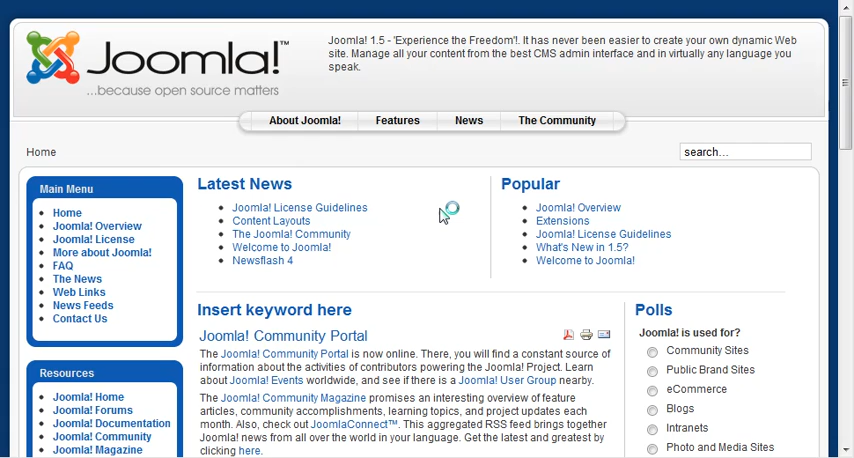 Joomla!™
...because open source matters
Joomla! 1.5 - 'Experience the Freedom'!. It has never been easier to create your own dynamic Web
site. Manage all your content from the best CMS admin interface and in virtually any language you
speak.
About Joomla! Features News The Community
Home
search...
Main Menu
Home
Joomla! Overview
Joomla! License
More about Joomla!
FAQ
The News
Web Links
News Feeds
Contact Us
Resources
Joomla! Home
Joomla! Forums
Joomla! Documentation
Joomla! Community
Joomla! Magazine
Latest News
Joomla! License Guidelines
Content Layouts
The Joomla! Community
Welcome to Joomla!
Newsflash 4
Popular
Joomla! Overview
Extensions
Joomla! License Guidelines
What's New in 1.5?
Welcome to Joomla!
Insert keyword here
Joomla! Community Portal
The Joomla! Community Portal is now online. There, you will find a constant source of
information about the activities of contributors powering the Joomla! Project. Learn
about Joomla! Events worldwide, and see if there is a Joomla! User Group nearby.
The Joomla! Community Magazine promises an interesting overview of feature
articles, community accomplishments, learning topics, and project updates each
month. Also, check out JoomlaConnect™. This aggregated RSS feed brings together
Joomla! news from all over the world in your language. Get the latest and greatest by
clicking here.
Polls
Joomla! is used for?
Community Sites
Public Brand Sites
eCommerce
Blogs
Intranets
Photo and Media Sites